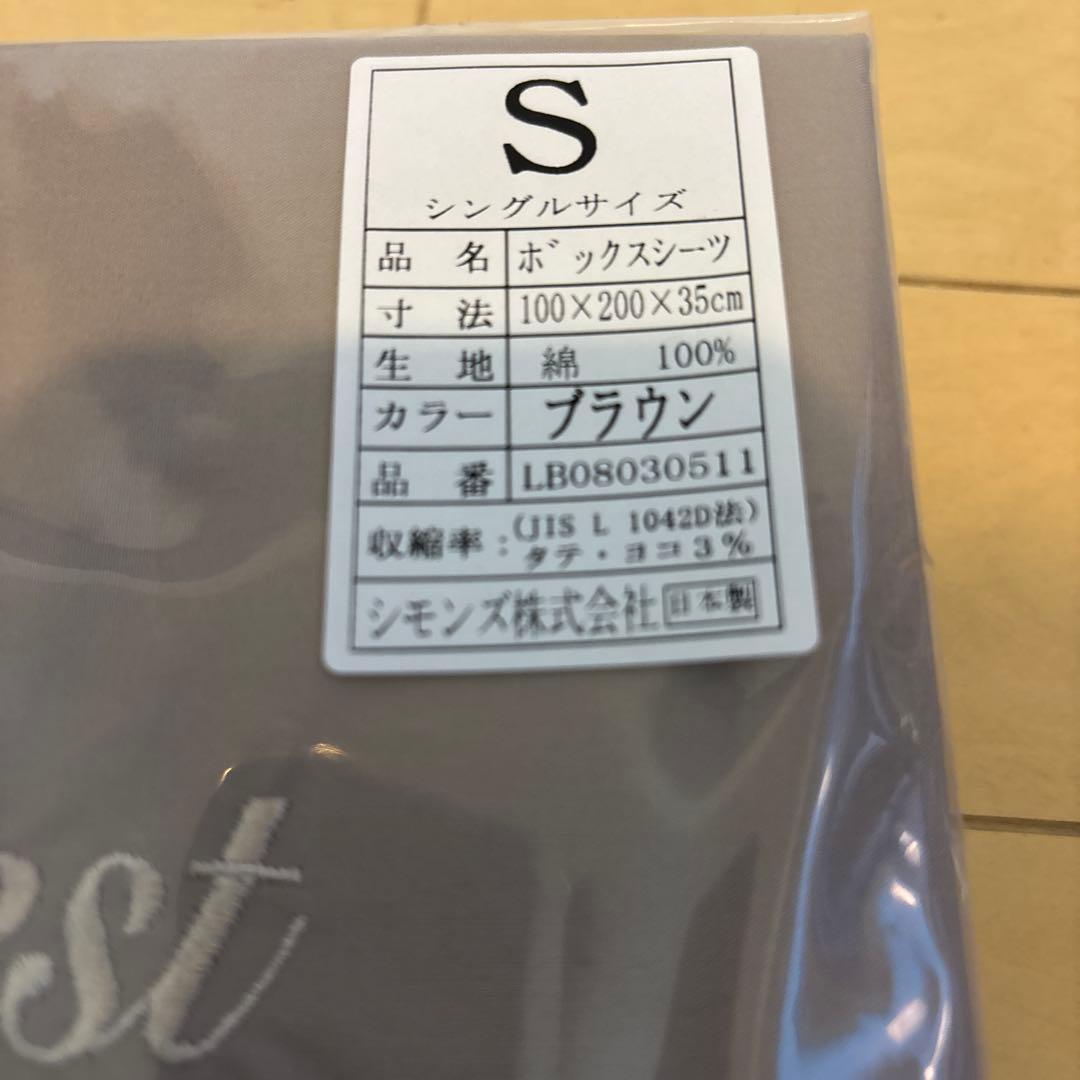 S
シングルサイズ
品名 ボックスシーツ
寸法 100×200×35cm
生地 綿 100%
カラー ブラウン
品番 LB08030511
収縮率：(JIS L 1042D法)
タテ・ヨコ3%
シモンズ株式会社 日本製
est